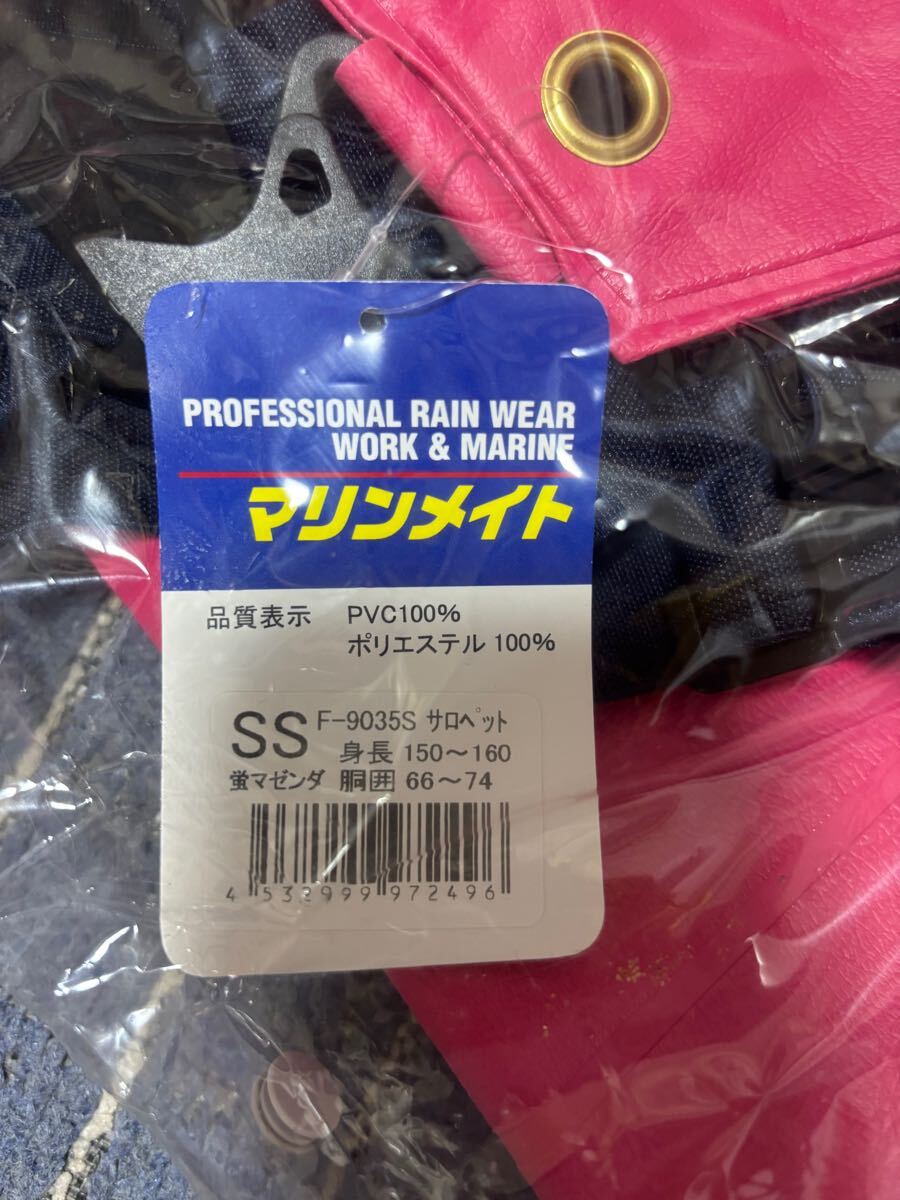 PROFESSIONAL RAIN WEAR
WORK & MARINE
マリンメイト
品質表示 PVC100%
ポリエステル 100%
SS F-9035S サロペット
身長 150～160
蛍マゼンダ 胴囲 66～74
4 532999 972496